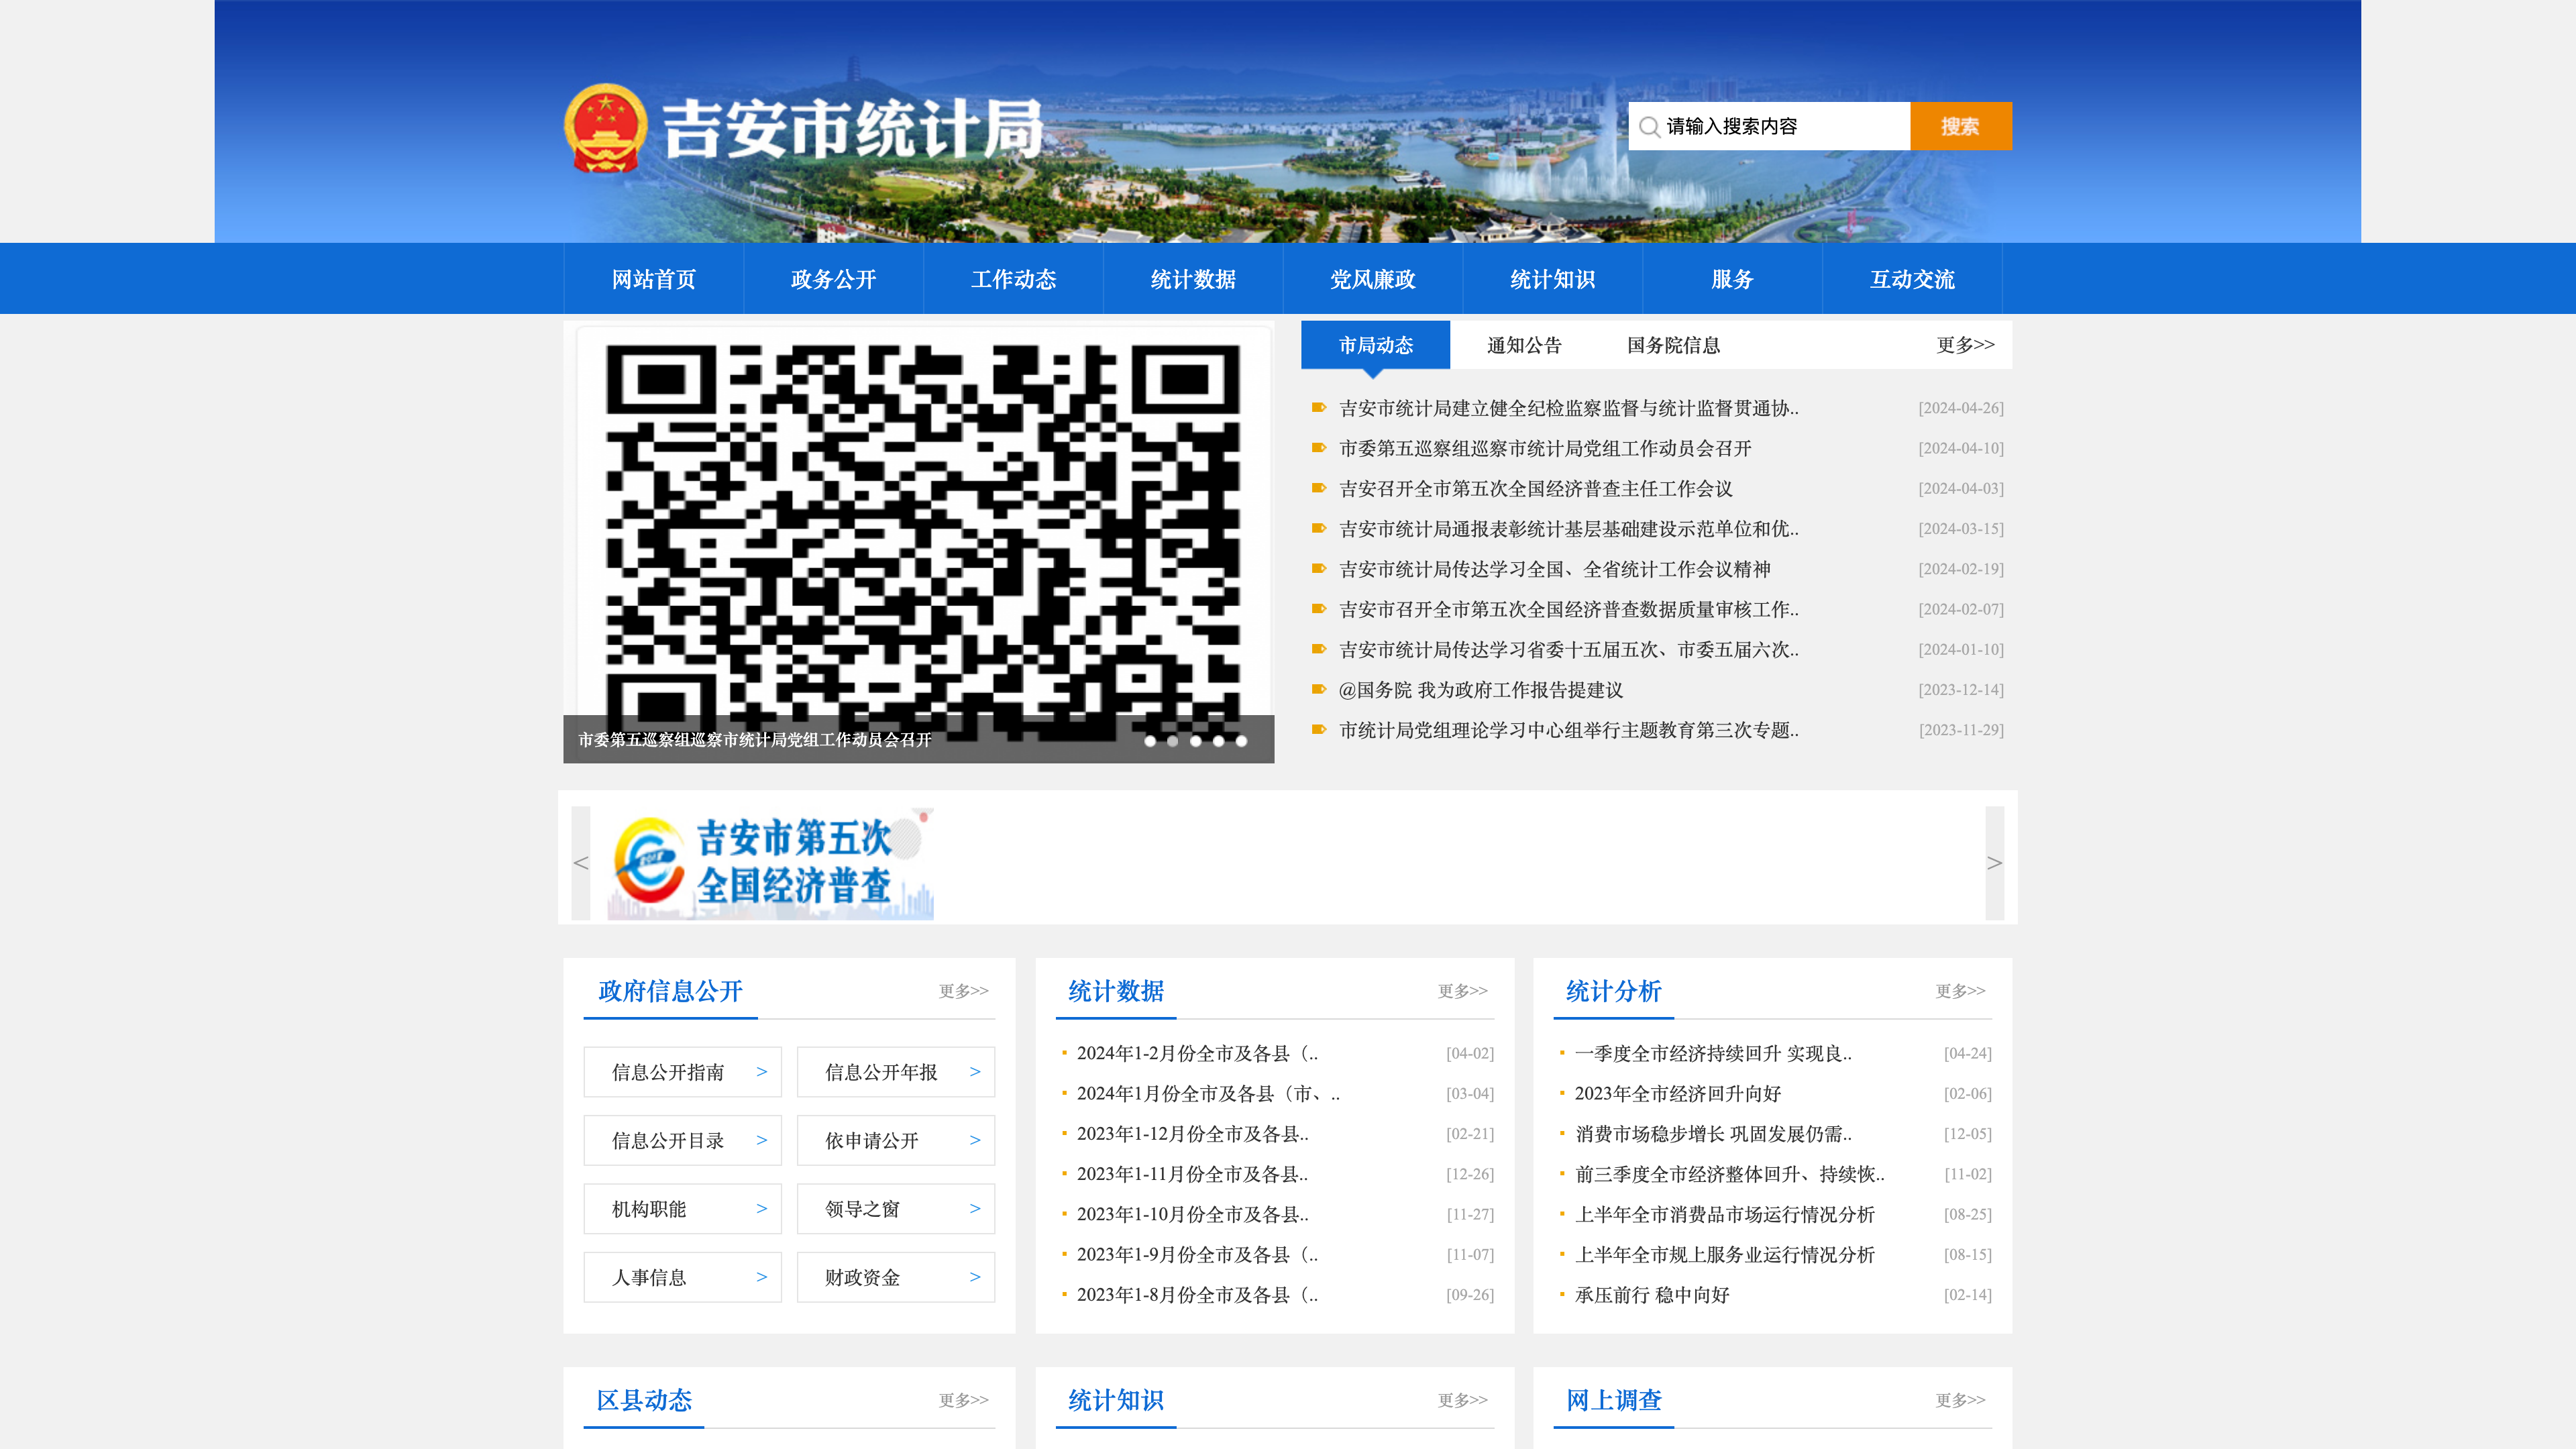 吉安市统计局
请输入搜索内容
搜索
网站首页 政务公开 工作动态 统计数据 党风廉政 统计知识 服务 互动交流
市委第五巡察组巡察市统计局党组工作动员会召开
市局动态 通知公告 国务院信息 更多>>
吉安市统计局建立健全纪检监察监督与统计监督贯通协.. [2024-04-26]
市委第五巡察组巡察市统计局党组工作动员会召开 [2024-04-10]
吉安召开全市第五次全国经济普查主任工作会议 [2024-04-03]
吉安市统计局通报表彰统计基层基础建设示范单位和优.. [2024-03-15]
吉安市统计局传达学习全国、全省统计工作会议精神 [2024-02-19]
吉安市召开全市第五次全国经济普查数据质量审核工作.. [2024-02-07]
吉安市统计局传达学习省委十五届五次、市委五届六次.. [2024-01-10]
@国务院 我为政府工作报告提建议 [2023-12-14]
市统计局党组理论学习中心组举行主题教育第三次专题.. [2023-11-29]
<
吉安市第五次
全国经济普查
>
政府信息公开 更多>>
信息公开指南 > 信息公开年报 >
信息公开目录 > 依申请公开 >
机构职能 > 领导之窗 >
人事信息 > 财政资金 >
统计数据 更多>>
2024年1-2月份全市及各县（.. [04-02]
2024年1月份全市及各县（市、.. [03-04]
2023年1-12月份全市及各县.. [02-21]
2023年1-11月份全市及各县.. [12-26]
2023年1-10月份全市及各县.. [11-27]
2023年1-9月份全市及各县（.. [11-07]
2023年1-8月份全市及各县（.. [09-26]
统计分析 更多>>
一季度全市经济持续回升 实现良.. [04-24]
2023年全市经济回升向好 [02-06]
消费市场稳步增长 巩固发展仍需.. [12-05]
前三季度全市经济整体回升、持续恢.. [11-02]
上半年全市消费品市场运行情况分析 [08-25]
上半年全市规上服务业运行情况分析 [08-15]
承压前行 稳中向好 [02-14]
区县动态 更多>>
统计知识 更多>>
网上调查 更多>>